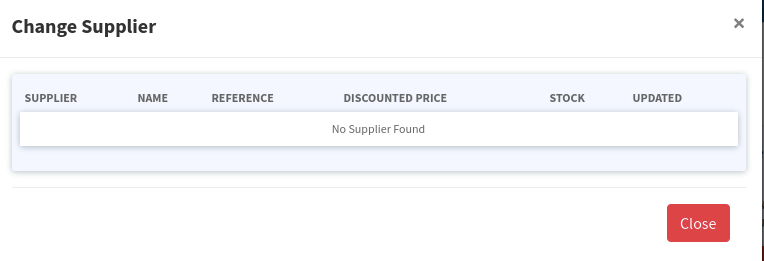 Change Supplier ×
SUPPLIER NAME REFERENCE DISCOUNTED PRICE STOCK UPDATED
No Supplier Found
Close